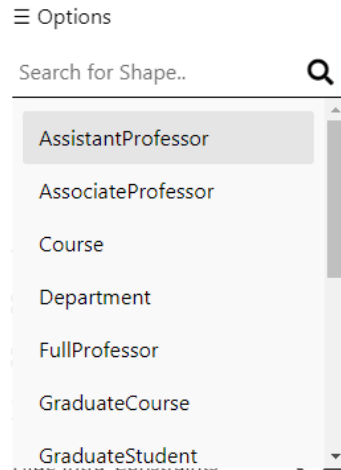 ☰ Options
Search for Shape..
AssistantProfessor
AssociateProfessor
Course
Department
FullProfessor
GraduateCourse
GraduateStudent